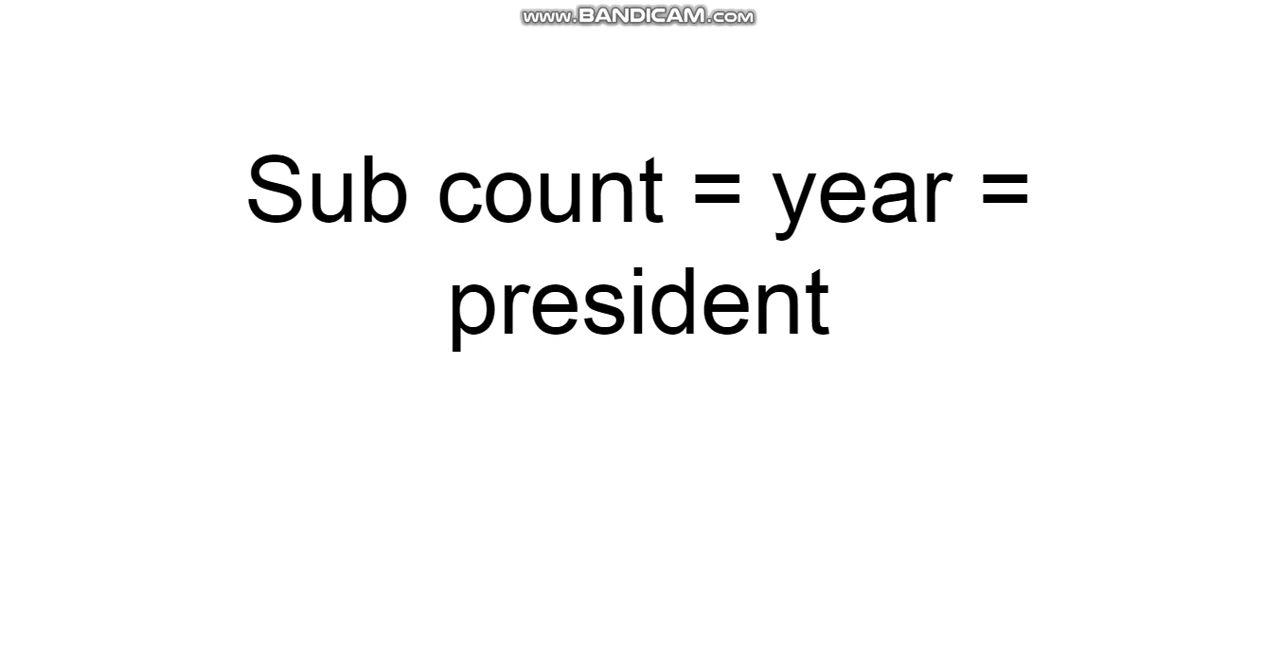 www.BANDICAM.com
Sub count = year =
president